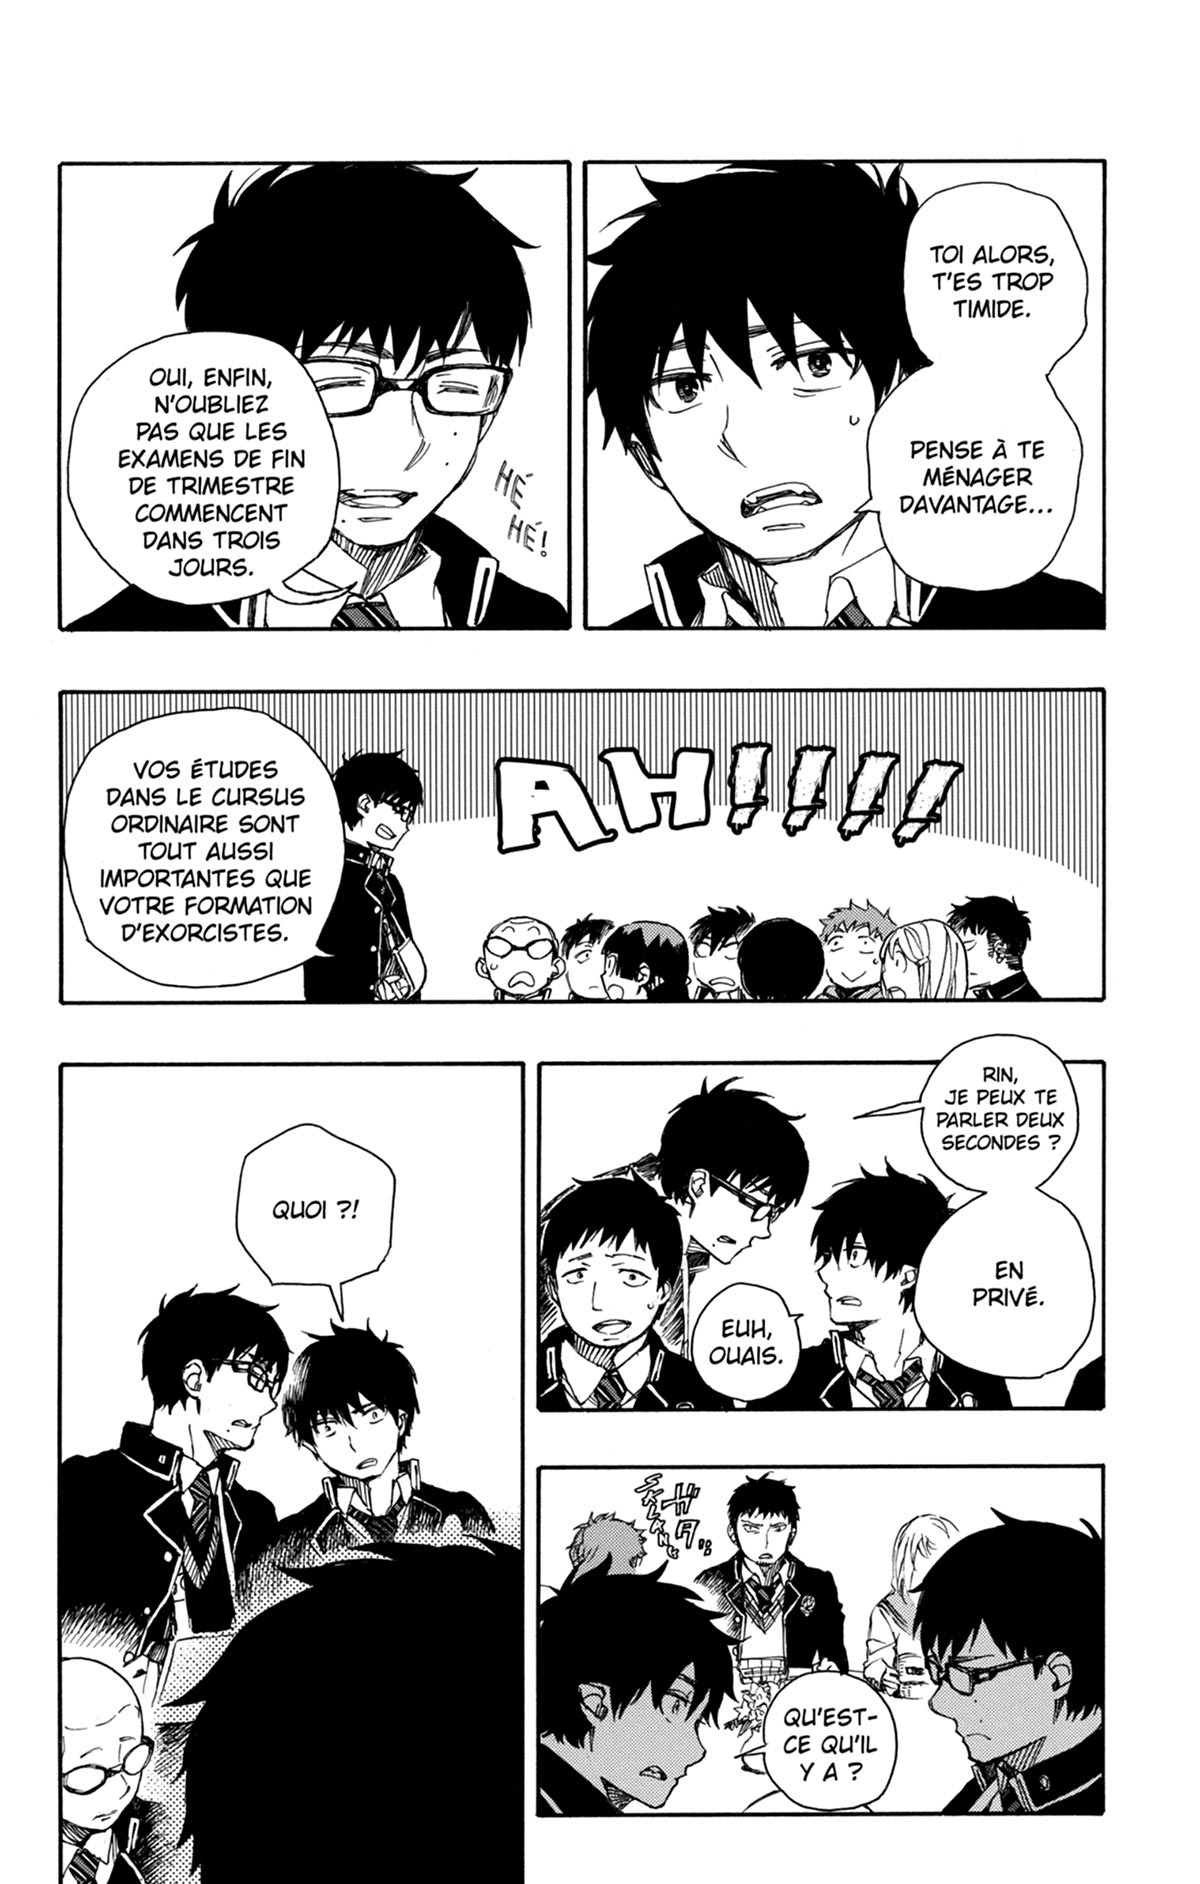 TOI ALORS,
T'ES TROP
TIMIDE.
PENSE À TE
MÉNAGER
DAVANTAGE...
OUI, ENFIN,
N'OUBLIEZ
PAS QUE LES
EXAMENS DE FIN
DE TRIMESTRE
COMMENCENT
DANS TROIS
JOURS.
HÉ
HÉ!
VOS ÉTUDES
DANS LE CURSUS
ORDINAIRE SONT
TOUT AUSSI
IMPORTANTES QUE
VOTRE FORMATION
D'EXORCISTES.
AH!!!!
RIN,
JE PEUX TE
PARLER DEUX
SECONDES ?
EN
PRIVÉ.
EUH,
OUAIS.
QU'EST-
CE QU'IL
Y A ?
QUOI ?!